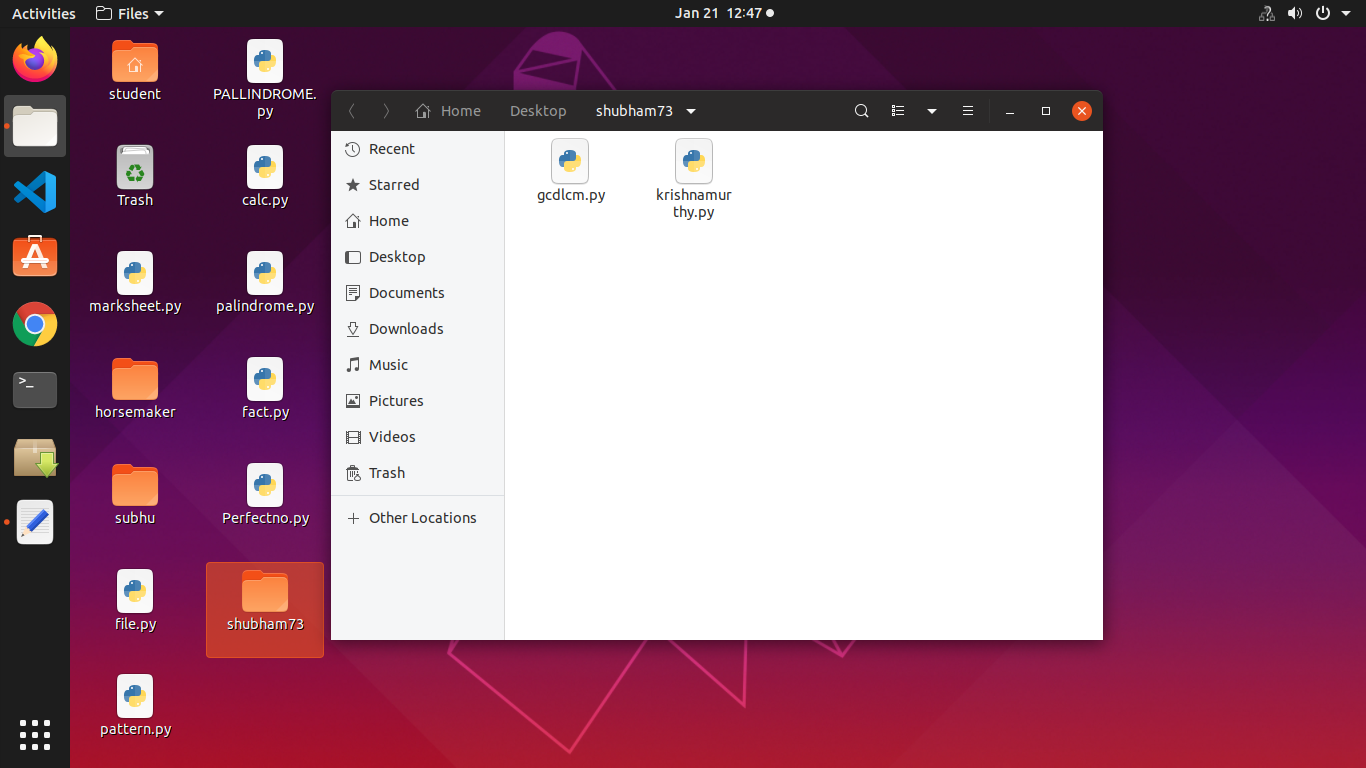 Activities
Files
Jan 21 12:47
student
PALLINDROME.
py
Trash
calc.py
marksheet.py
palindrome.py
horsemaker
fact.py
subhu
Perfectno.py
file.py
shubham73
pattern.py
>_
Home
Desktop
shubham73
Recent
Starred
Home
Desktop
Documents
Downloads
Music
Pictures
Videos
Trash
Other Locations
gcdlcm.py
krishnamur
thy.py